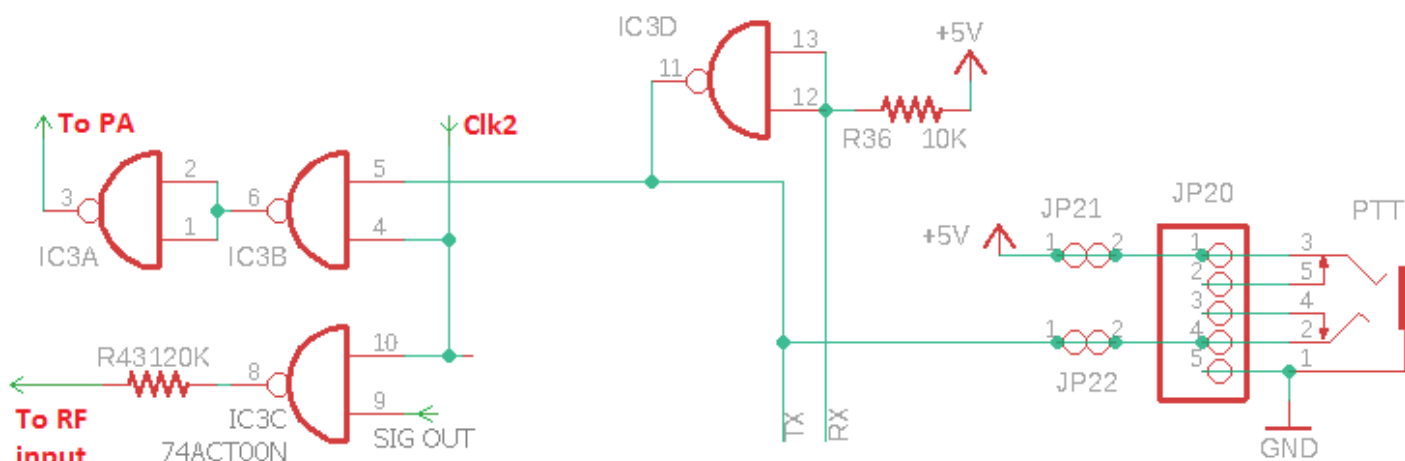 IC3D
13
+5V
11
12
R36 10K
To PA
Clk2
2
5
3
6
1
4
IC3A
IC3B
JP21
JP20
PTT
+5V
1 2
1
3
2
5
3
4
1 2
4
2
5
1
JP22
R43120K
10
8
9
IC3C
SIG OUT
74ACT00N
To RF
input
TX
RX
GND